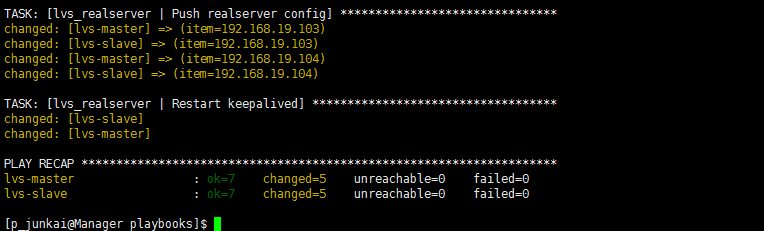 TASK: [lvs_realserver | Push realserver config] *******************************
changed: [lvs-master] => (item=192.168.19.103)
changed: [lvs-slave] => (item=192.168.19.103)
changed: [lvs-master] => (item=192.168.19.104)
changed: [lvs-slave] => (item=192.168.19.104)
TASK: [lvs_realserver | Restart keepalived] ***********************************
changed: [lvs-slave]
changed: [lvs-master]
PLAY RECAP ********************************************************************
lvs-master                 : ok=7    changed=5    unreachable=0    failed=0
lvs-slave                  : ok=7    changed=5    unreachable=0    failed=0
[p_junkai@Manager playbooks]$